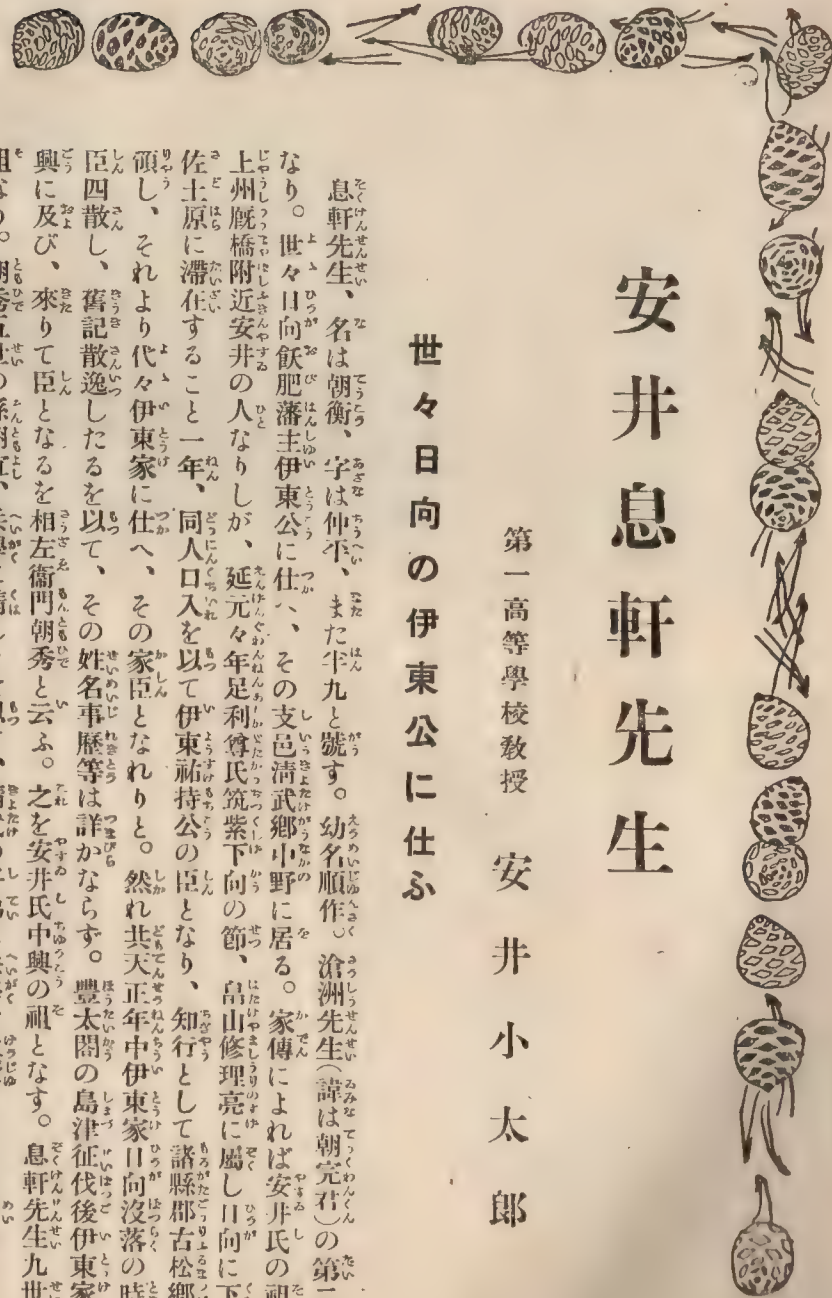 安井息軒先生
第一高等學校教授 安井小太郎
世々日向の伊東公に仕ふ
息軒先生、名は朝衡、字は仲平、また半九と號す。幼名順作。滄洲先生(諱は朝完君)の第二
なり。世々日向飫肥藩主伊東公に仕へ、その支邑淸武鄕中野に居る。家傳によれば安井氏の祖
上州厩橋附近安井の人なりしが、延元々年足利尊氏筑紫下向の節、畠山修理亮に屬し日向に下
佐土原に滯在すること一年、同人口入を以て伊東祐持公の臣となり、知行として諸縣郡古松鄕
領し、それより代々伊東家に仕へ、その家臣となれりと。然れ共天正年中伊東家日向沒落の時
臣四散し、舊記散逸したるを以て、その姓名事歷等は詳かならず。豐太閤の島津征伐後伊東家
興に及び、來りて臣となるを相左衞門朝秀と云ふ。之を安井氏中興の祖となす。息軒先生九世